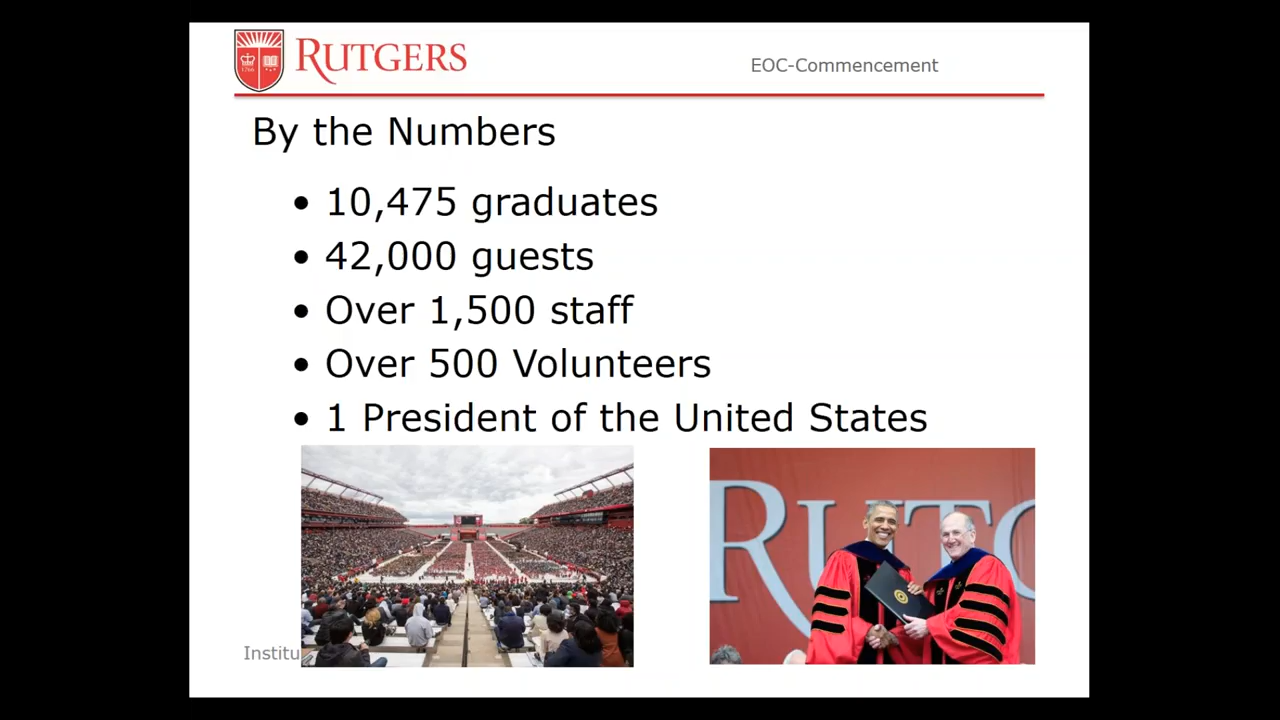 RUTGERS
1766
EOC-Commencement
By the Numbers
• 10,475 graduates
• 42,000 guests
• Over 1,500 staff
• Over 500 Volunteers
• 1 President of the United States
RUTG
Institu